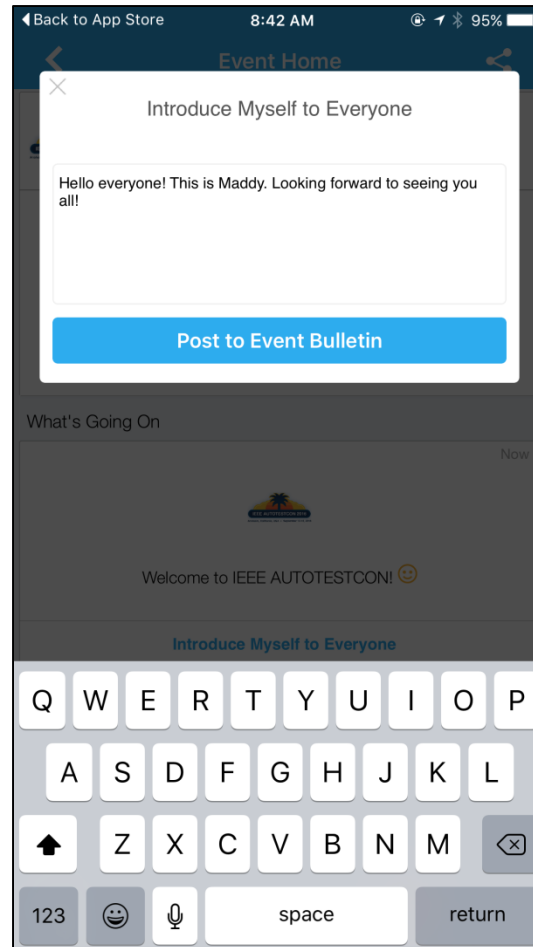 Back to App Store 8:42 AM 95%
Event Home
Introduce Myself to Everyone
Hello everyone! This is Maddy. Looking forward to seeing you
all!
Post to Event Bulletin
What's Going On
Now
Welcome to IEEE AUTOTESTCON! 🙂
Introduce Myself to Everyone
Q W E R T Y U I O P
A S D F G H J K L
Z X C V B N M
123 space return